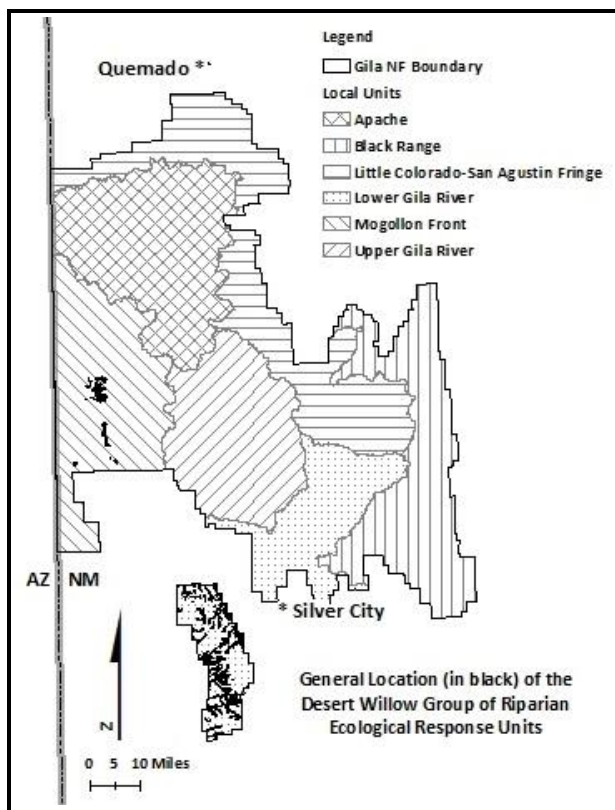 Quemado *
Legend
Gila NF Boundary
Local Units
Apache
Black Range
Little Colorado-San Agustin Fringe
Lower Gila River
Mogollon Front
Upper Gila River
AZ NM
* Silver City
General Location (in black) of the
Desert Willow Group of Riparian
Ecological Response Units
N
0 5 10 Miles